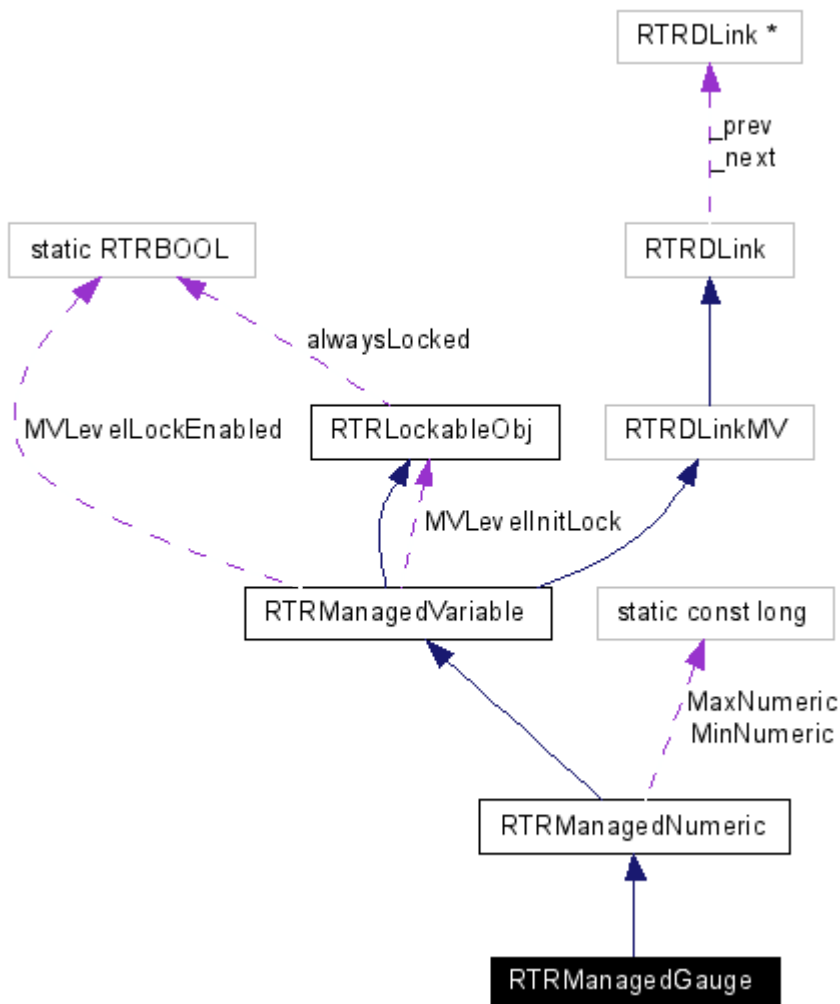 RTRDLink *
_prev
_next
static RTRBOOL
RTRDLink
alwaysLocked
MVLevelLockEnabled
RTRLockableObj
RTRDLinkMV
MVLevelInitLock
RTRManagedVariable
static const long
MaxNumeric
MinNumeric
RTRManagedNumeric
RTRManagedGauge